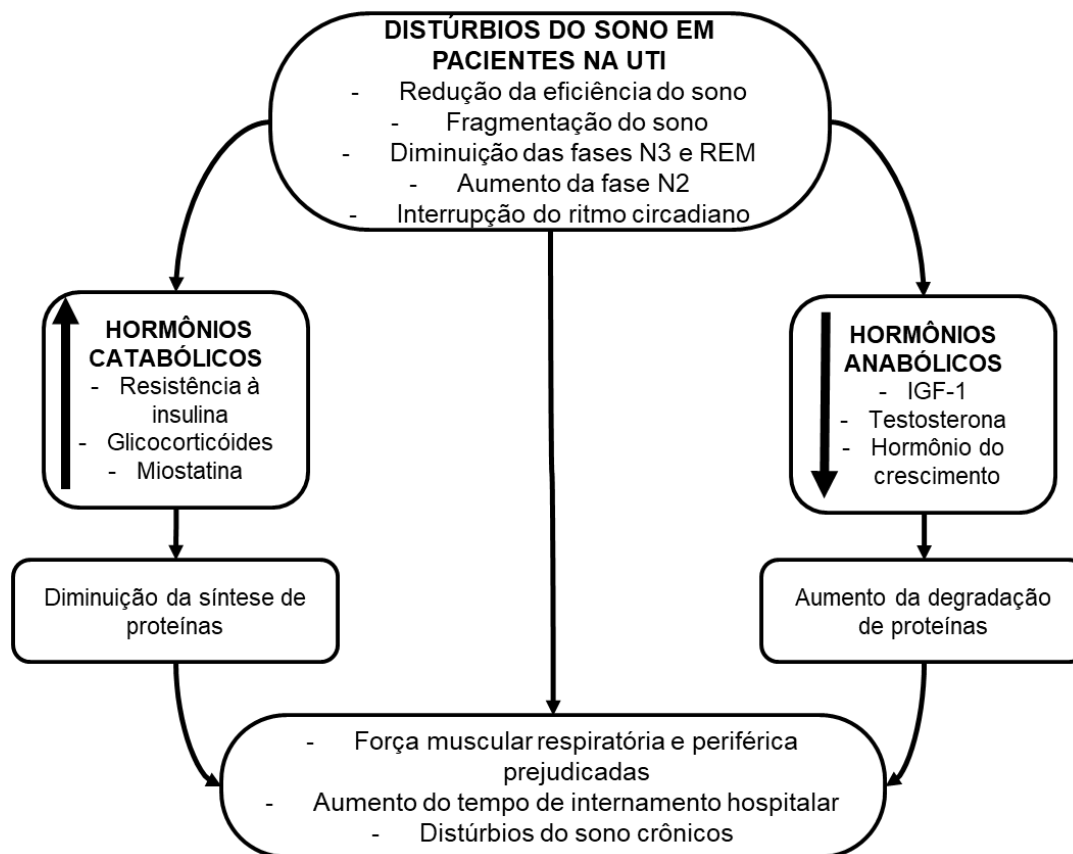 DISTÚRBIOS DO SONO EM
PACIENTES NA UTI
- Redução da eficiência do sono
- Fragmentação do sono
- Diminuição das fases N3 e REM
- Aumento da fase N2
- Interrupção do ritmo circadiano
HORMÔNIOS
CATABÓLICOS
- Resistência à
insulina
- Glicocorticóides
- Miostatina
HORMÔNIOS
ANABÓLICOS
- IGF-1
- Testosterona
- Hormônio do
crescimento
Diminuição da síntese de
proteínas
Aumento da degradação
de proteínas
- Força muscular respiratória e periférica
prejudicadas
- Aumento do tempo de internamento hospitalar
- Distúrbios do sono crônicos